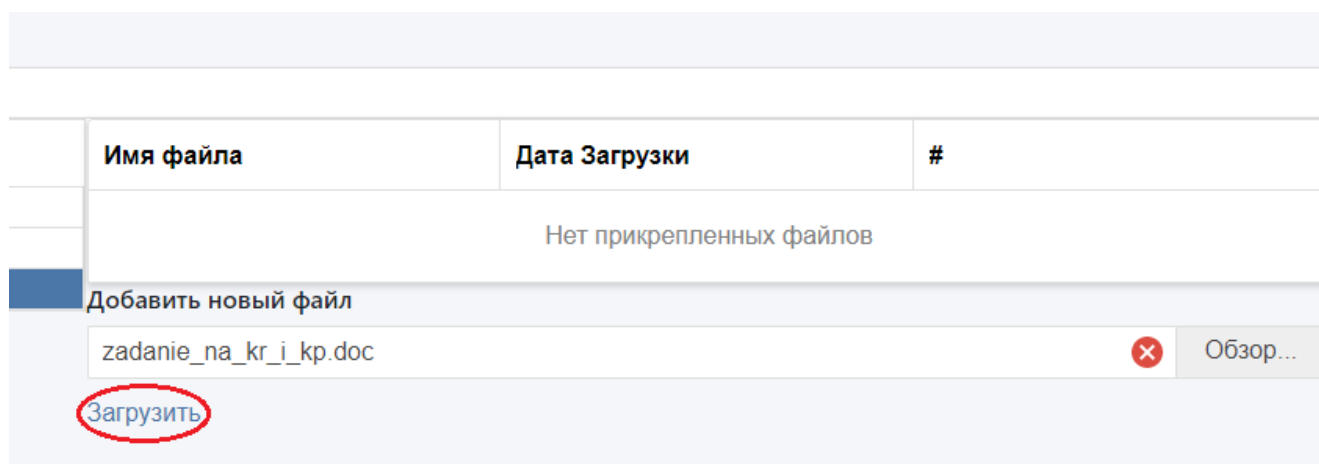 Имя файла Дата Загрузки #
Нет прикрепленных файлов
Добавить новый файл
zadanie_na_kr_i_kp.doc Обзор...
Загрузить